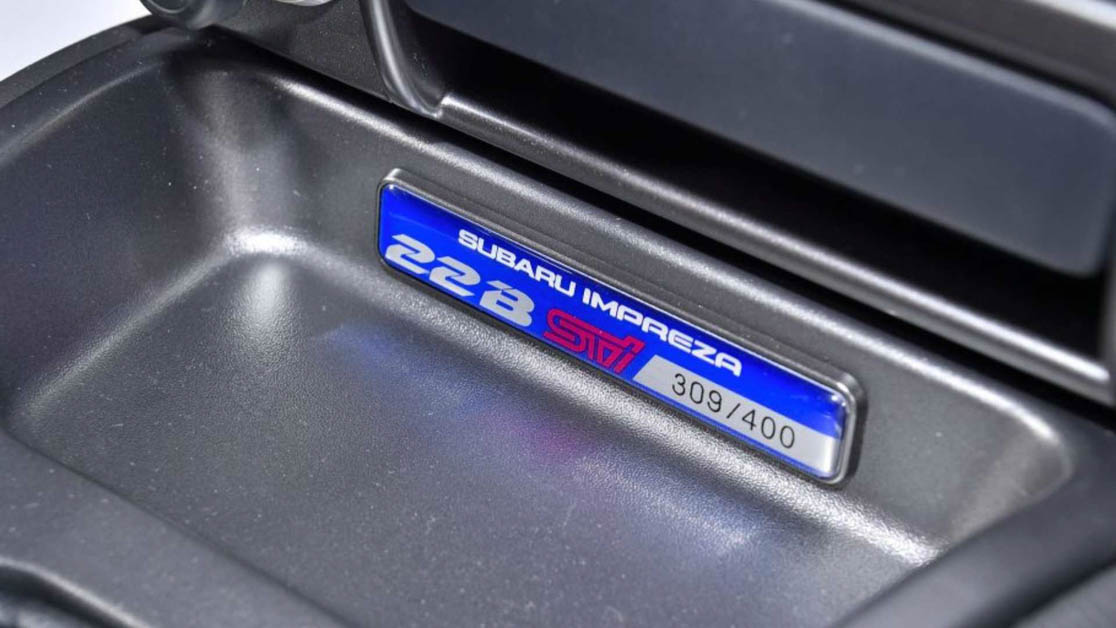 SUBARU IMPREZA
22B STi
309/400